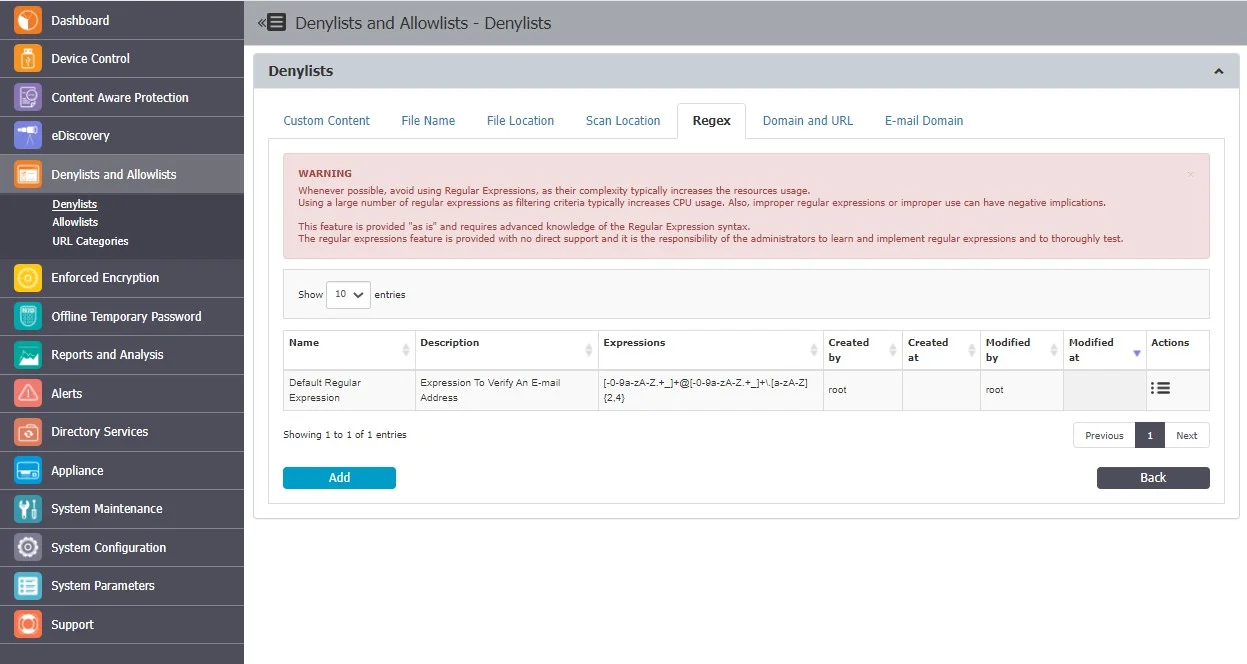 Dashboard
Device Control
Content Aware Protection
eDiscovery
Denylists and Allowlists
Denylists
Allowlists
URL Categories
Enforced Encryption
Offline Temporary Password
Reports and Analysis
Alerts
Directory Services
Appliance
System Maintenance
System Configuration
System Parameters
Support
Denylists and Allowlists - Denylists
Denylists
Custom Content File Name File Location Scan Location Regex Domain and URL E-mail Domain
WARNING ×
Whenever possible, avoid using Regular Expressions, as their complexity typically increases the resources usage.
Using a large number of regular expressions as filtering criteria typically increases CPU usage. Also, improper regular expressions or improper use can have negative implications.
This feature is provided "as is" and requires advanced knowledge of the Regular Expression syntax.
The regular expressions feature is provided with no direct support and it is the responsibility of the administrators to learn and implement regular expressions and to thoroughly test.
Show 10 entries
Name Description Expressions Created by Created at Modified by Modified at Actions
Default Regular Expression Expression To Verify An E-mail Address [-0-9a-zA-Z.+_]+@[-0-9a-zA-Z.+_]+\.[a-zA-Z]{2,4} root root
Showing 1 to 1 of 1 entries
Previous 1 Next
Add
Back